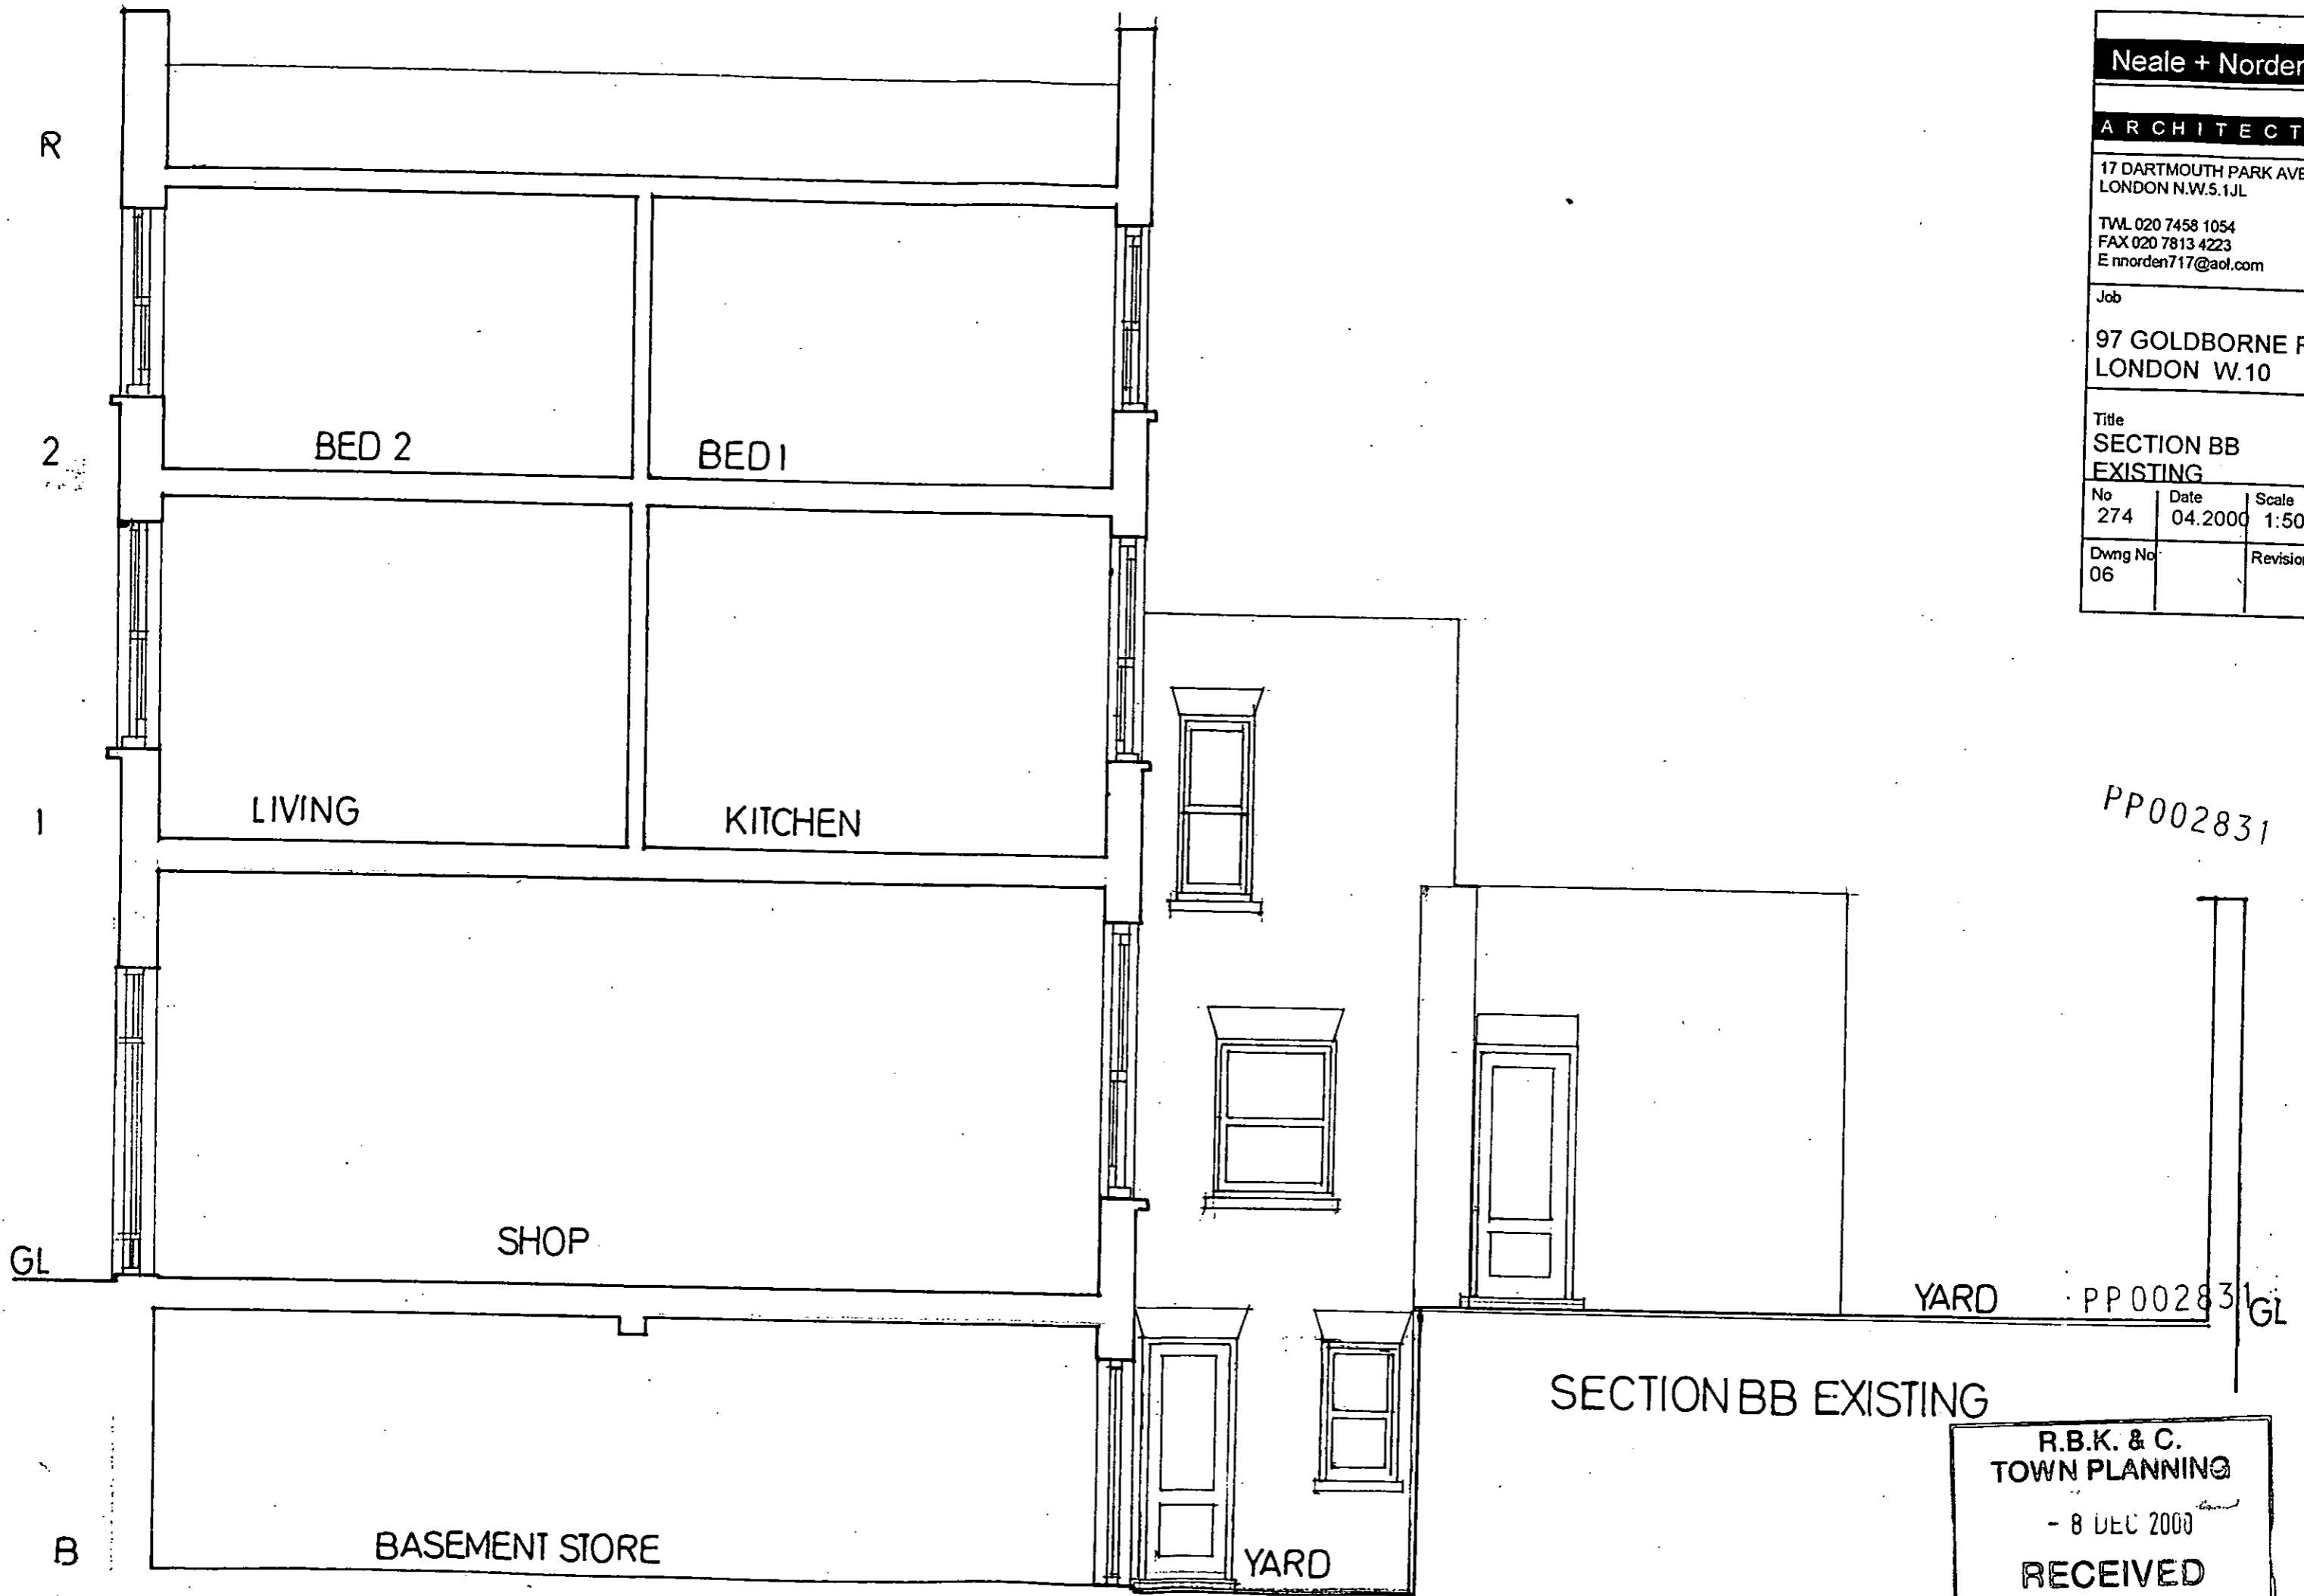 Neale + Norden
ARCHITECT
17 DARTMOUTH PARK AVE
LONDON N.W.5.1JL
TWL 020 7458 1054
FAX 020 7813 4223
E nnorden717@aol.com
Job
97 GOLDBORNE R
LONDON W.10
Title
SECTION BB
EXISTING
No Date Scale
274 04.2000 1:50
Dwng No Revision
06
R
2
BED 2 BED 1
1
LIVING KITCHEN
PP002831
GL
SHOP
YARD PP002831 GL
SECTION BB EXISTING
B
BASEMENT STORE
YARD
R.B.K. & C.
TOWN PLANNING
- 8 DEC 2000
RECEIVED